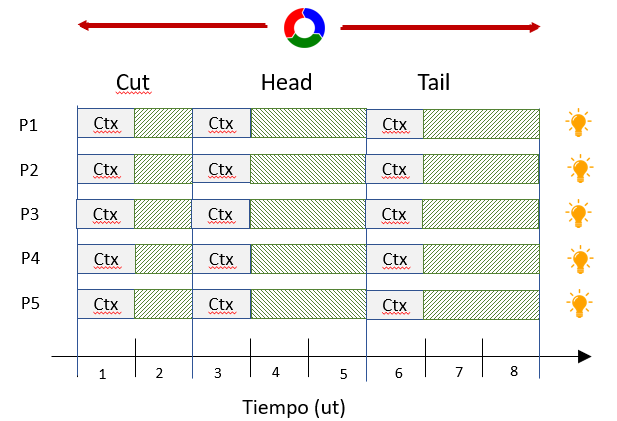 Cut Head Tail
P1 Ctx Ctx Ctx
P2 Ctx Ctx Ctx
P3 Ctx Ctx Ctx
P4 Ctx Ctx Ctx
P5 Ctx Ctx Ctx
1 2 3 4 5 6 7 8
Tiempo (ut)